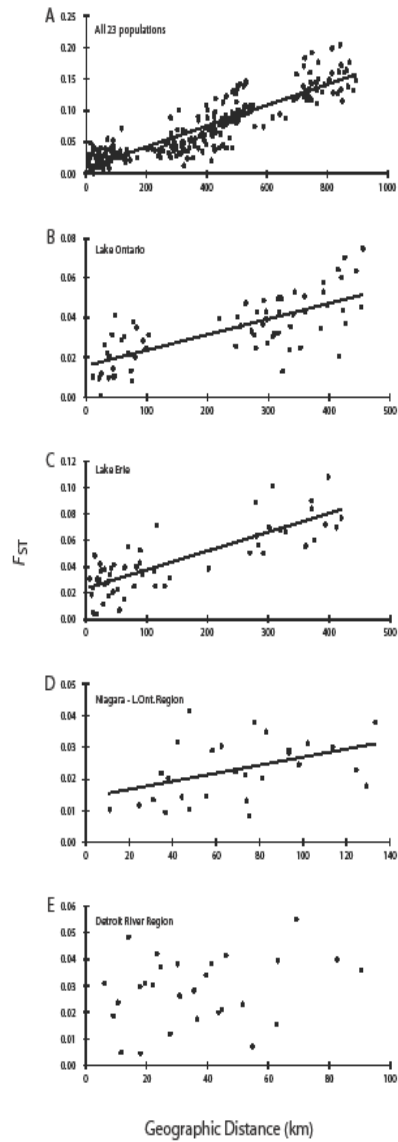 A
0.25
All 23 populations
0.20
0.15
0.10
0.05
0.00
0 200 400 600 800 1000
B
0.08
Lake Ontario
0.06
0.04
0.02
0.00
0 100 200 300 400 500
C
0.12
Lake Erie
0.10
0.08
0.06
0.04
0.02
0.00
0 100 200 300 400 500
FST
D
0.05
Niagara - L.Ont. Region
0.04
0.03
0.02
0.01
0.00
0 20 40 60 80 100 120 140
E
0.06
Detroit River Region
0.05
0.04
0.03
0.02
0.01
0.00
0 20 40 60 80 100
Geographic Distance (km)